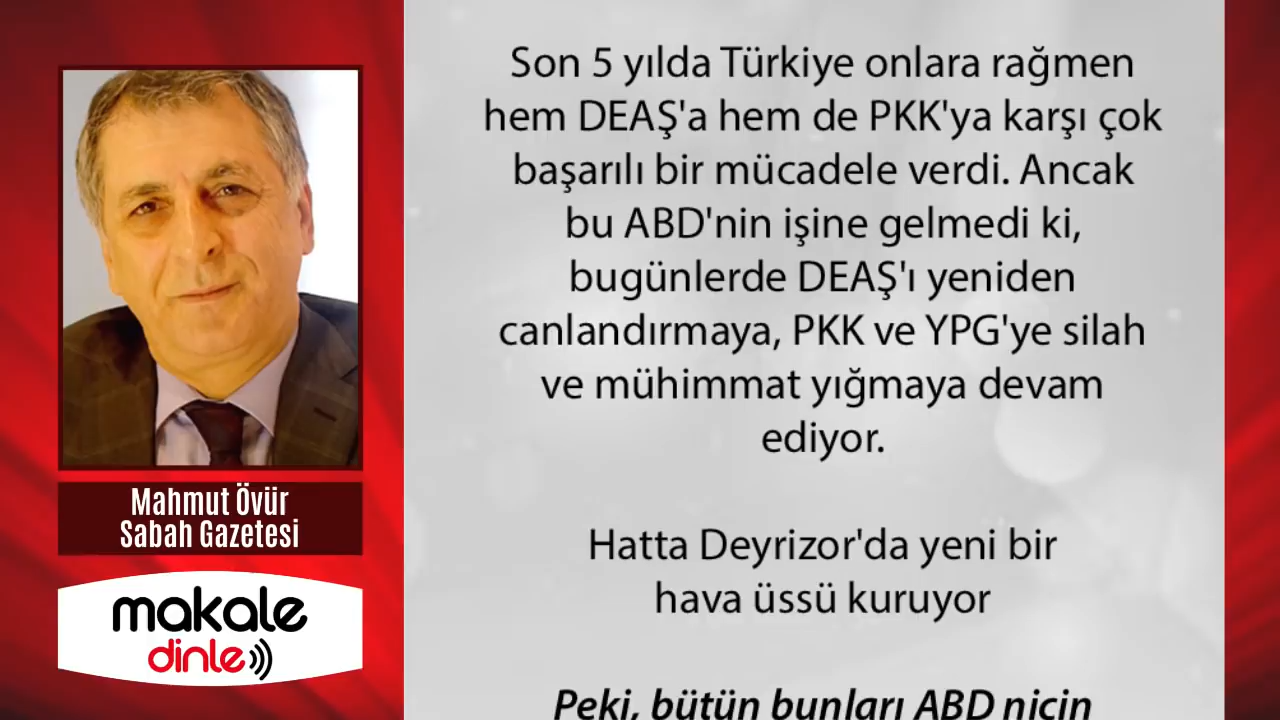 Son 5 yılda Türkiye onlara rağmen
hem DEAŞ'a hem de PKK'ya karşı çok
başarılı bir mücadele verdi. Ancak
bu ABD'nin işine gelmedi ki,
bugünlerde DEAŞ'ı yeniden
canlandırmaya, PKK ve YPG'ye silah
ve mühimmat yığmaya devam
ediyor.
Hatta Deyrizor'da yeni bir
hava üssü kuruyor
Peki, bütün bunları ABD niçin
Mahmut Övür
Sabah Gazetesi
makale
dinle